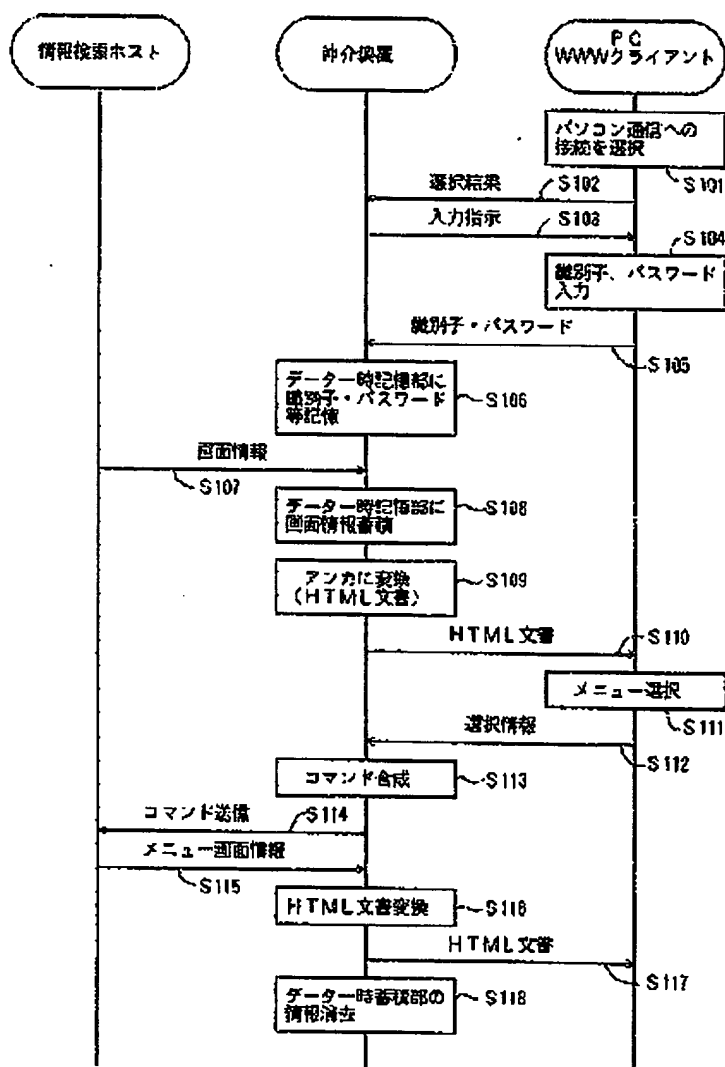 情報検索ホスト
仲介装置
PC
WWWクライアント
パソコン通信への
接続を選択
S101
選択結果
S102
入力指示
S103
S104
識別子、パスワード
入力
識別子・パスワード
S105
データ一時記憶部に
識別子・パスワード
等記憶
S106
画面情報
S107
データ一時記憶部に
画面情報蓄積
S108
アンカに変換
(HTML文書)
S109
HTML文書
S110
メニュー選択
S111
選択情報
S112
コマンド合成
S113
コマンド送信
S114
メニュー画面情報
S115
HTML文書変換
S116
HTML文書
S117
データ一時蓄積部の
情報消去
S118